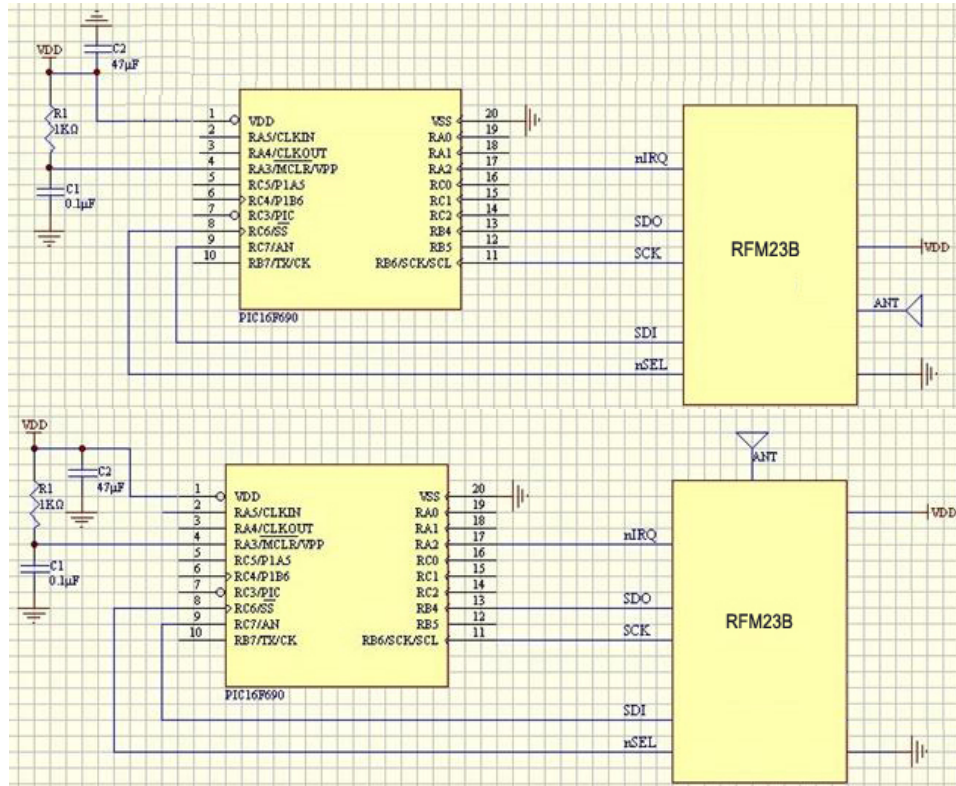 VDD
C2
47µF
R1
1KΩ
C1
0.1µF
1 VDD
2 RA5/CLKIN
3 RA4/CLKOUT
4 RA3/MCLR/VPP
5 RC5/P1A5
6 RC4/P1B6
7 RC3/PIC
8 RC6/SS
9 RC7/AN
10 RB7/TX/CK
VSS 20
RA0 19
RA1 18
RA2 17
RC0 16
RC1 15
RC2 14
RB4 13
RB5 12
RB6/SCK/SCL 11
PIC16F690
nIRQ
SDO
SCK
SDI
nSEL
RFM23B
VDD
ANT
VDD
C2
47µF
R1
1KΩ
C1
0.1µF
1 VDD
2 RA5/CLKIN
3 RA4/CLKOUT
4 RA3/MCLR/VPP
5 RC5/P1A5
6 RC4/P1B6
7 RC3/PIC
8 RC6/SS
9 RC7/AN
10 RB7/TX/CK
VSS 20
RA0 19
RA1 18
RA2 17
RC0 16
RC1 15
RC2 14
RB4 13
RB5 12
RB6/SCK/SCL 11
PIC16F690
nIRQ
SDO
SCK
SDI
nSEL
ANT
RFM23B
VDD